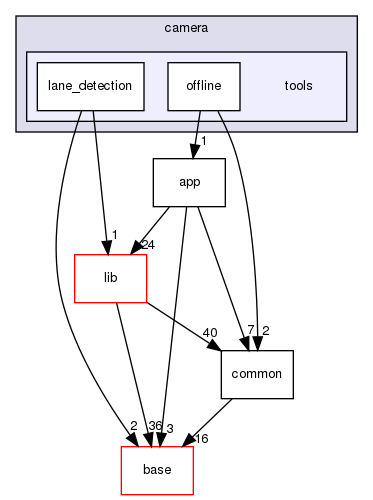 camera
lane_detection
offline
tools
1
app
1
24
lib
40
7
2
common
2
36
3
16
base